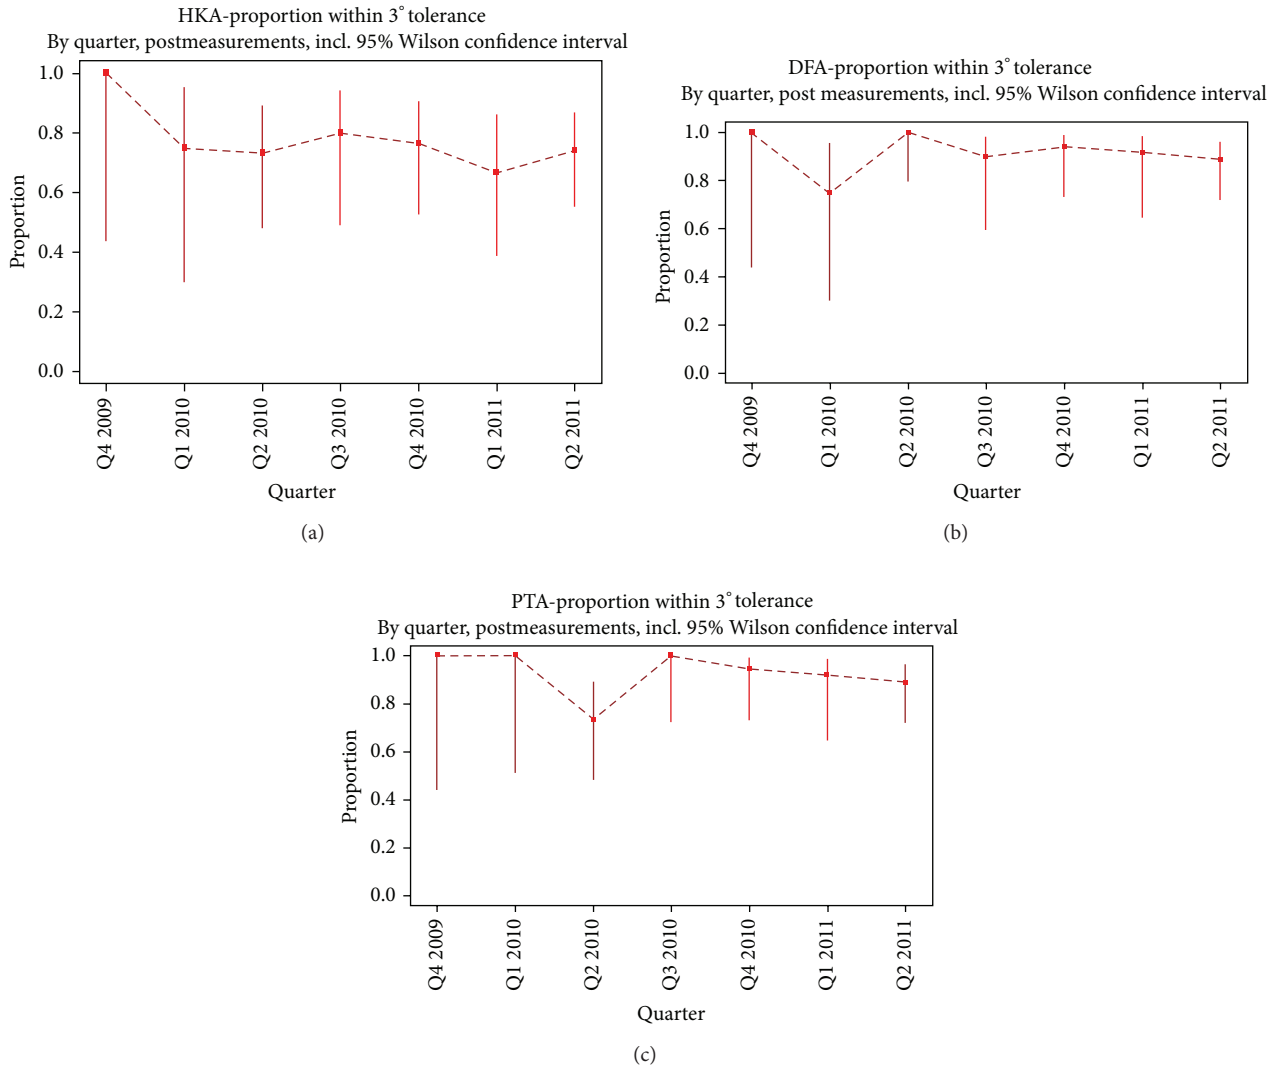 HKA-proportion within 3° tolerance
By quarter, postmeasurements, incl. 95% Wilson confidence interval
1.0
0.8
0.6
0.4
0.2
0.0
Proportion
Q4 2009
Q1 2010
Q2 2010
Q3 2010
Q4 2010
Q1 2011
Q2 2011
Quarter
(a)
DFA-proportion within 3° tolerance
By quarter, post measurements, incl. 95% Wilson confidence interval
1.0
0.8
0.6
0.4
0.2
0.0
Proportion
Q4 2009
Q1 2010
Q2 2010
Q3 2010
Q4 2010
Q1 2011
Q2 2011
Quarter
(b)
PTA-proportion within 3° tolerance
By quarter, postmeasurements, incl. 95% Wilson confidence interval
1.0
0.8
0.6
0.4
0.2
0.0
Proportion
Q4 2009
Q1 2010
Q2 2010
Q3 2010
Q4 2010
Q1 2011
Q2 2011
Quarter
(c)